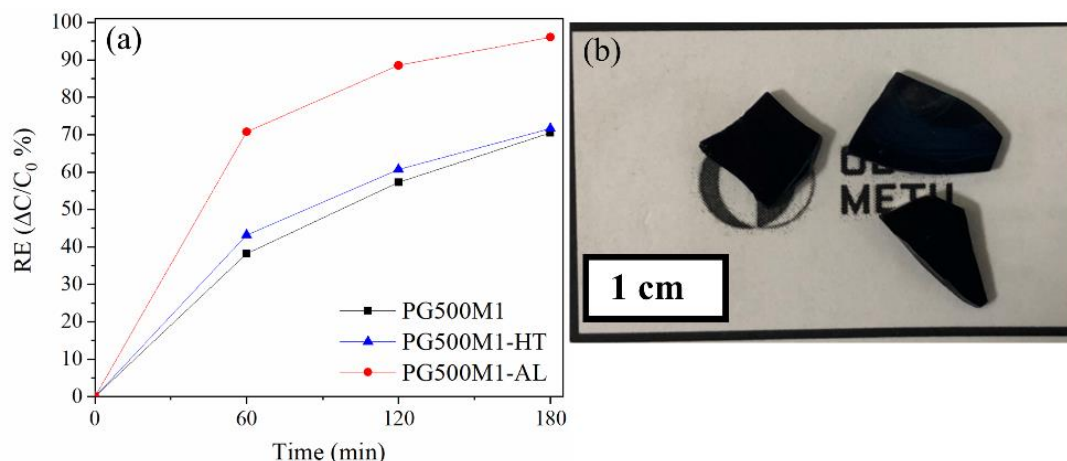 (a)
100
90
80
70
60
50
40
30
20
10
0
RE (ΔC/C₀ %)
0 60 120 180
Time (min)
PG500M1
PG500M1-HT
PG500M1-AL
(b)
METU
1 cm